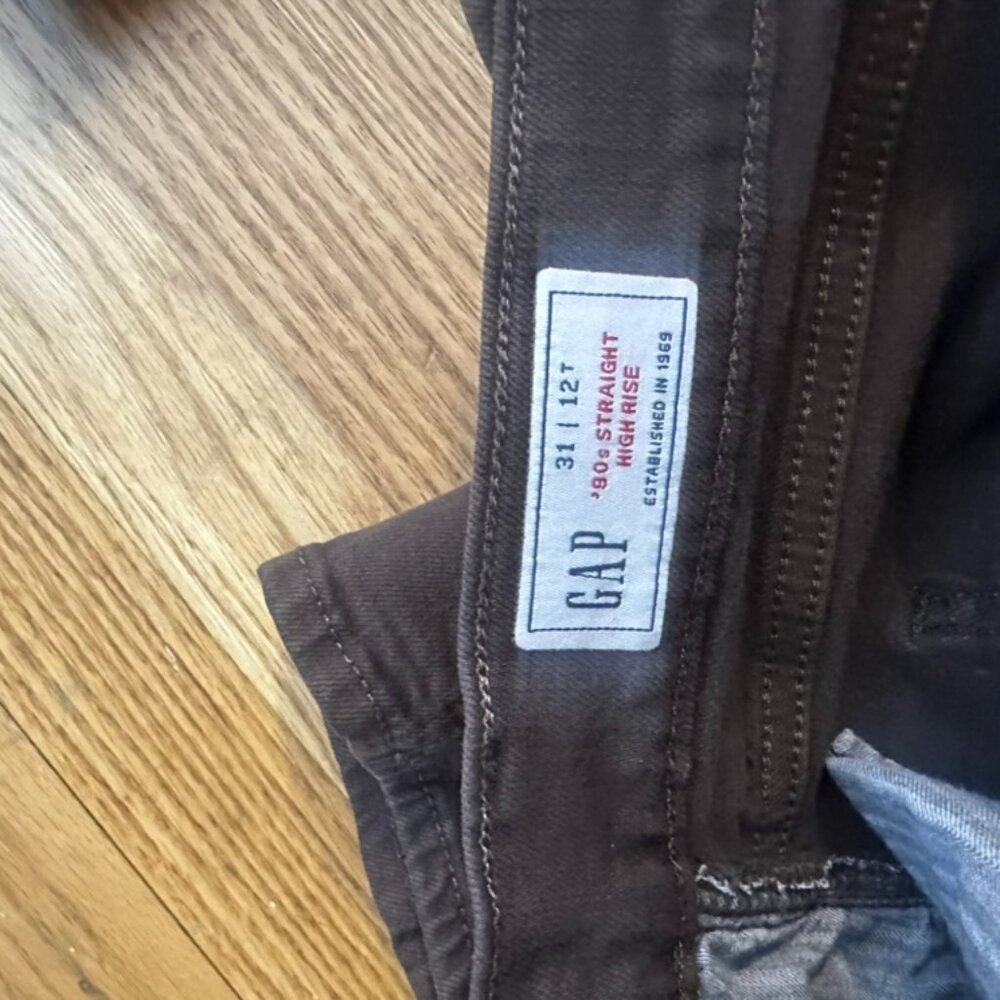 GAP
31 | 12T
'80s STRAIGHT
HIGH RISE
ESTABLISHED IN 1969